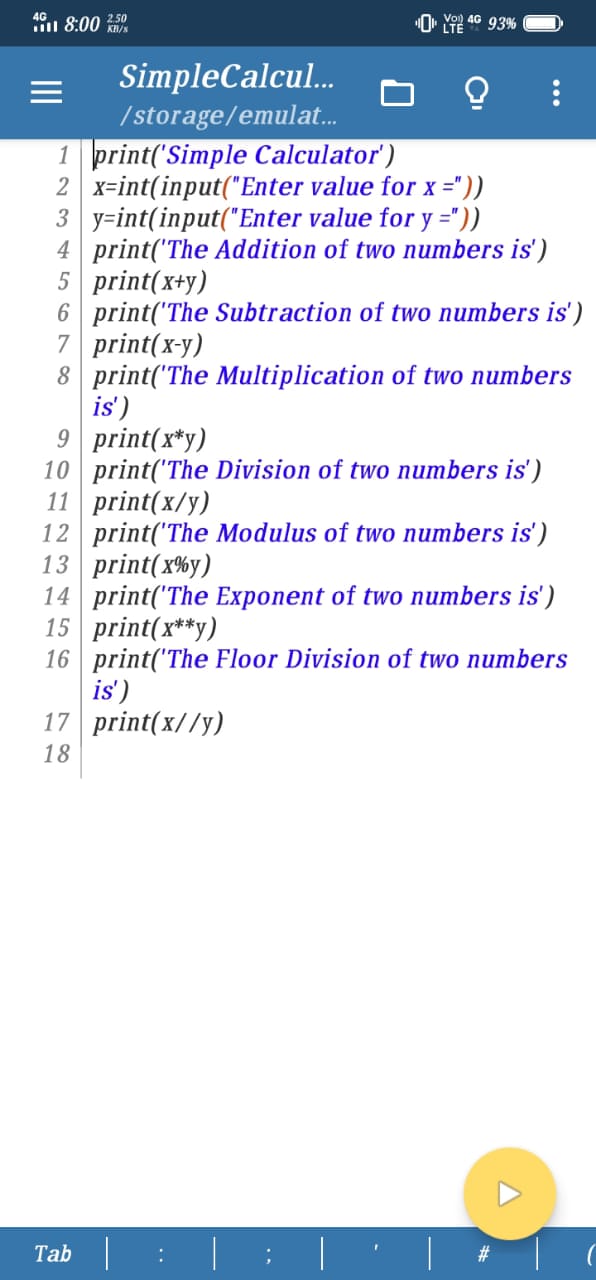 4G 8:00 2.50 KB/s Vo) LTE 4G 93%
SimpleCalcul...
/storage/emulat...
1 print('Simple Calculator')
2 x=int(input("Enter value for x ="))
3 y=int(input("Enter value for y ="))
4 print('The Addition of two numbers is')
5 print(x+y)
6 print('The Subtraction of two numbers is')
7 print(x-y)
8 print('The Multiplication of two numbers
is')
9 print(x*y)
10 print('The Division of two numbers is')
11 print(x/y)
12 print('The Modulus of two numbers is')
13 print(x%y)
14 print('The Exponent of two numbers is')
15 print(x**y)
16 print('The Floor Division of two numbers
is')
17 print(x//y)
18
Tab : ; ' # (